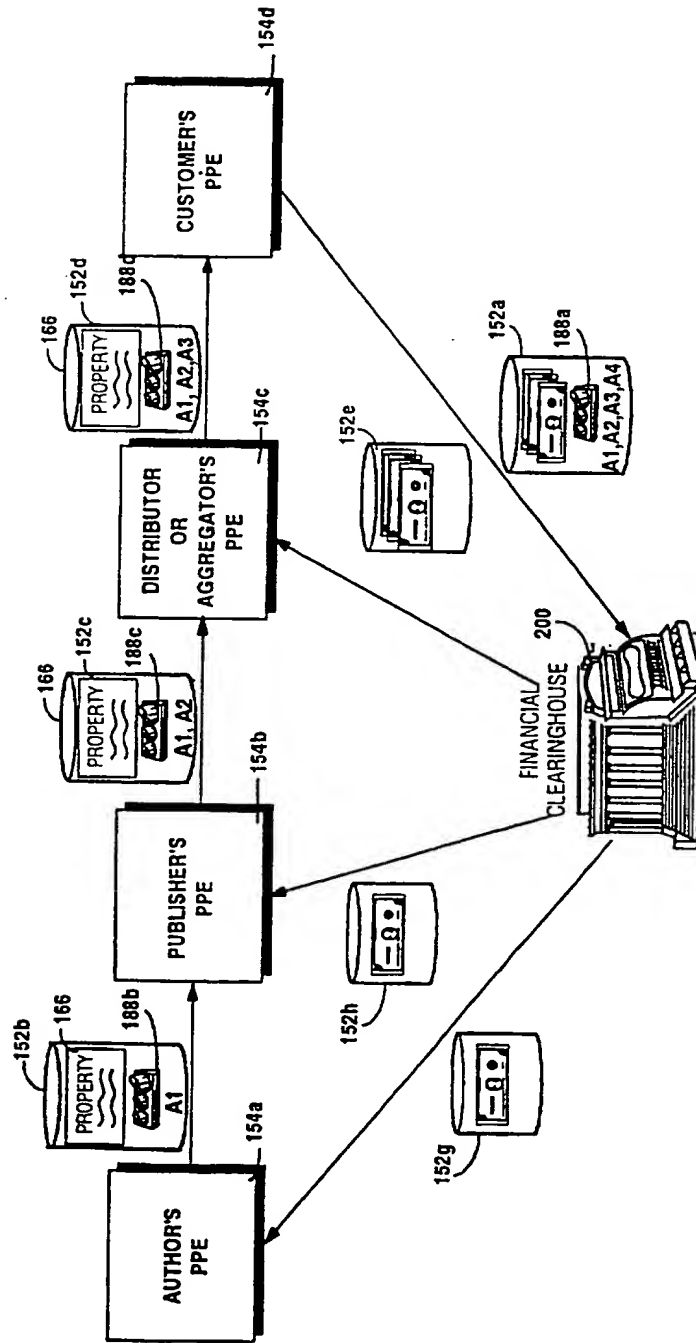 166
152d
PROPERTY
188d
A1, A2, A3
CUSTOMER'S
PPE
154d
166
152c
PROPERTY
188c
A1, A2
DISTRIBUTOR
OR
AGGREGATOR'S
PPE
154c
152b
166
PROPERTY
188b
A1
PUBLISHER'S
PPE
154b
AUTHOR'S
PPE
154a
152e
152a
188a
A1,A2,A3,A4
152h
152g
FINANCIAL
CLEARINGHOUSE
200